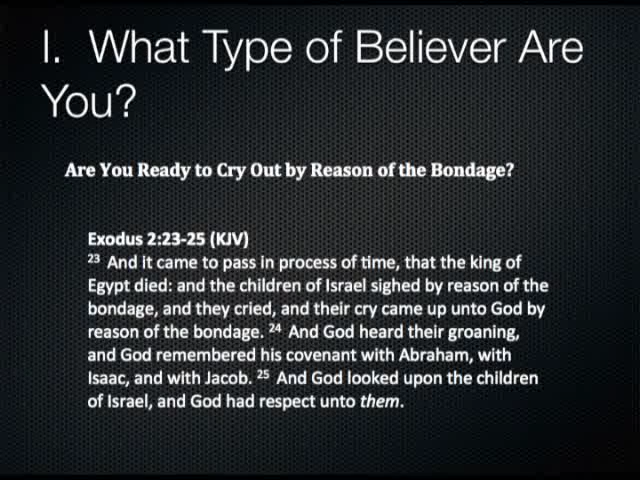 I. What Type of Believer Are
You?
Are You Ready to Cry Out by Reason of the Bondage?
Exodus 2:23-25 (KJV)
23 And it came to pass in process of time, that the king of
Egypt died: and the children of Israel sighed by reason of the
bondage, and they cried, and their cry came up unto God by
reason of the bondage. 24 And God heard their groaning,
and God remembered his covenant with Abraham, with
Isaac, and with Jacob. 25 And God looked upon the children
of Israel, and God had respect unto them.